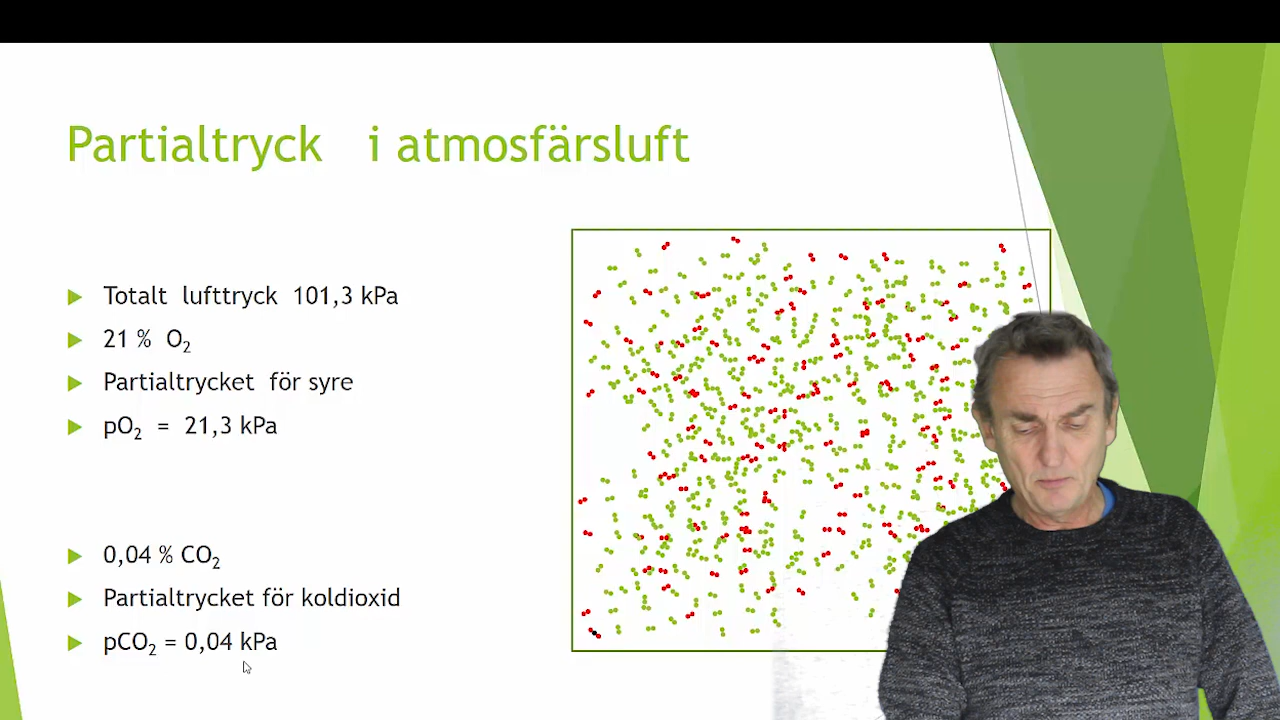 Partialtryck i atmosfärsluft
Totalt lufttryck 101,3 kPa
21 % O₂
Partialtrycket för syre
pO₂ = 21,3 kPa
0,04 % CO₂
Partialtrycket för koldioxid
pCO₂ = 0,04 kPa